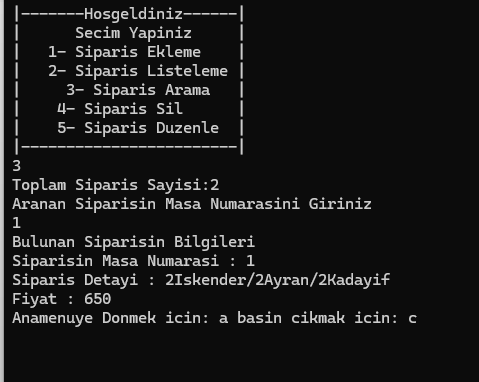 |-------Hosgeldiniz------|
|      Secim Yapiniz     |
|   1- Siparis Ekleme    |
|   2- Siparis Listeleme |
|     3- Siparis Arama   |
|    4- Siparis Sil      |
|    5- Siparis Duzenle  |
|------------------------|
3
Toplam Siparis Sayisi:2
Aranan Siparisin Masa Numarasini Giriniz
1
Bulunan Siparisin Bilgileri
Siparisin Masa Numarasi : 1
Siparis Detayi : 2Iskender/2Ayran/2Kadayif
Fiyat : 650
Anamenuye Donmek icin: a basin cikmak icin: c